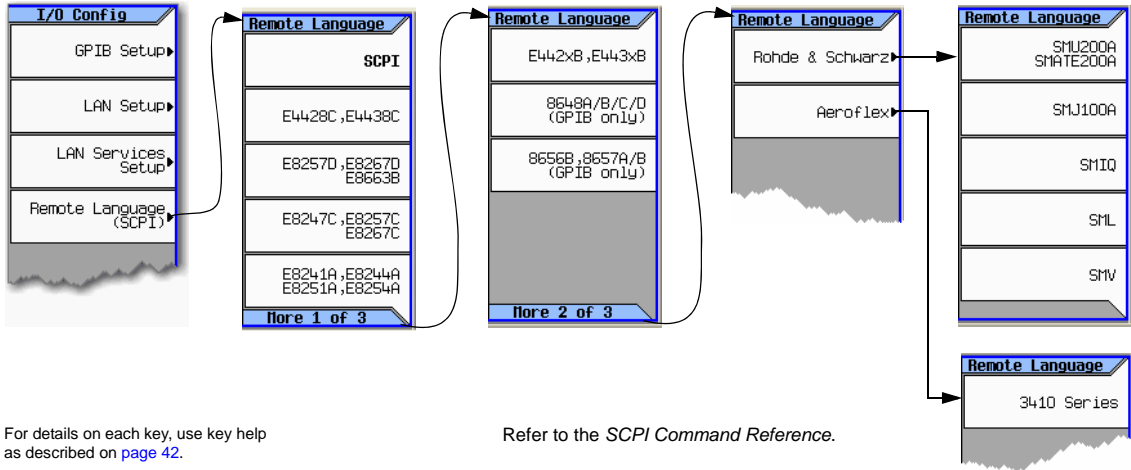 I/O Config
GPIB Setup
LAN Setup
LAN Services
Setup
Remote Language
(SCPI)
Remote Language
SCPI
E4428C,E4438C
E8257D,E8267D
E8663B
E8247C,E8257C
E8267C
E8241A,E8244A
E8251A,E8254A
More 1 of 3
Remote Language
E442xB,E443xB
8648A/B/C/D
(GPIB only)
8656B,8657A/B
(GPIB only)
More 2 of 3
Remote Language
Rohde & Schwarz
Aeroflex
Remote Language
SMU200A
SMATE200A
SMJ100A
SMIQ
SML
SMV
Remote Language
3410 Series
For details on each key, use key help
as described on page 42.
Refer to the SCPI Command Reference.